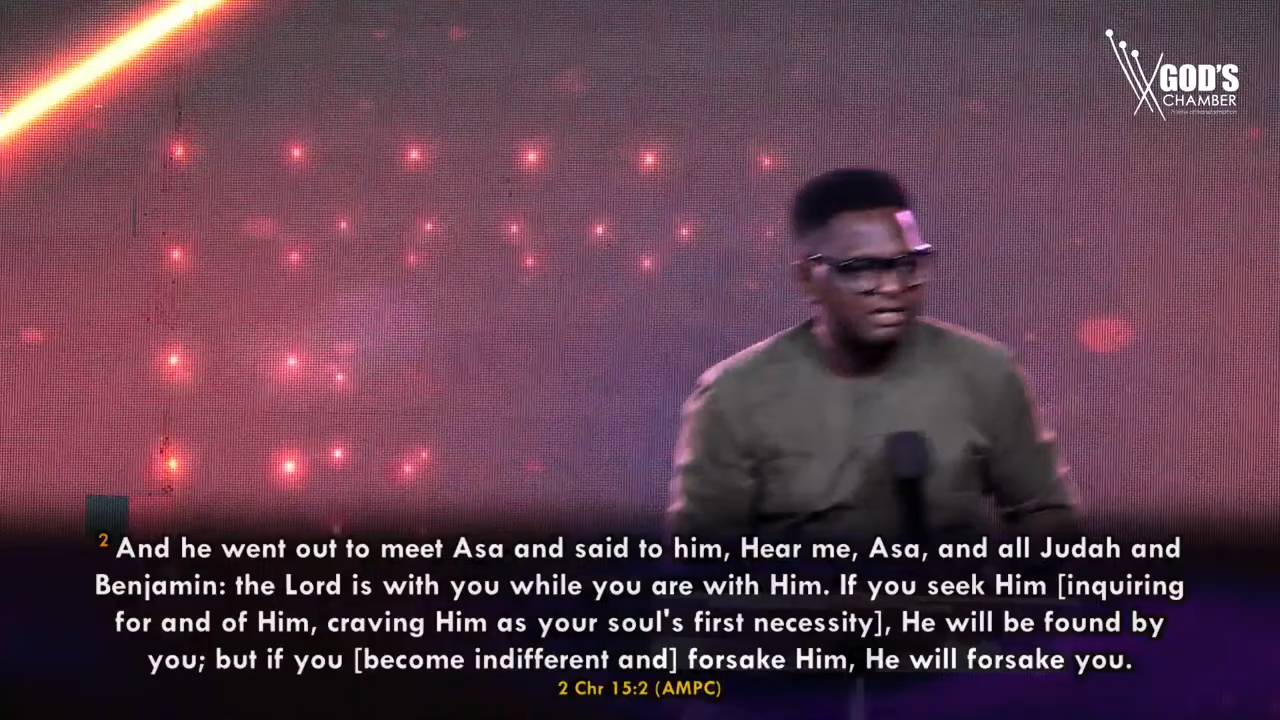 GOD'S
CHAMBER
2 And he went out to meet Asa and said to him, Hear me, Asa, and all Judah and
Benjamin: the Lord is with you while you are with Him. If you seek Him [inquiring
for and of Him, craving Him as your soul's first necessity], He will be found by
you; but if you [become indifferent and] forsake Him, He will forsake you.
2 Chr 15:2 (AMPC)